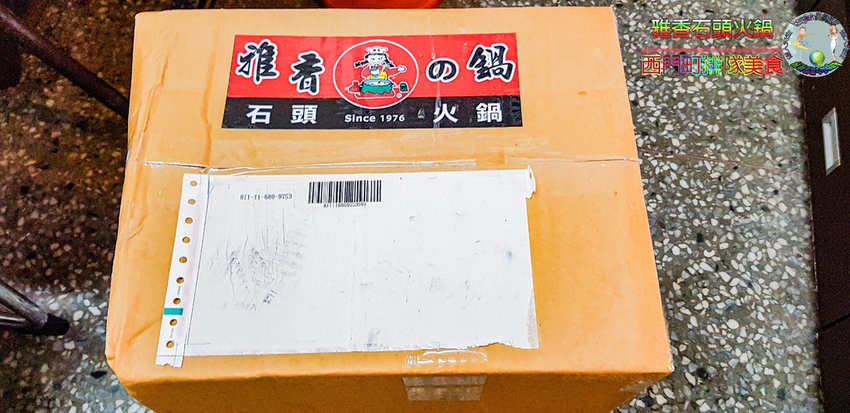 雅香石頭火鍋
西門町排隊美食
雅香の鍋
石頭 Since 1976 火鍋
811-11-680-9753